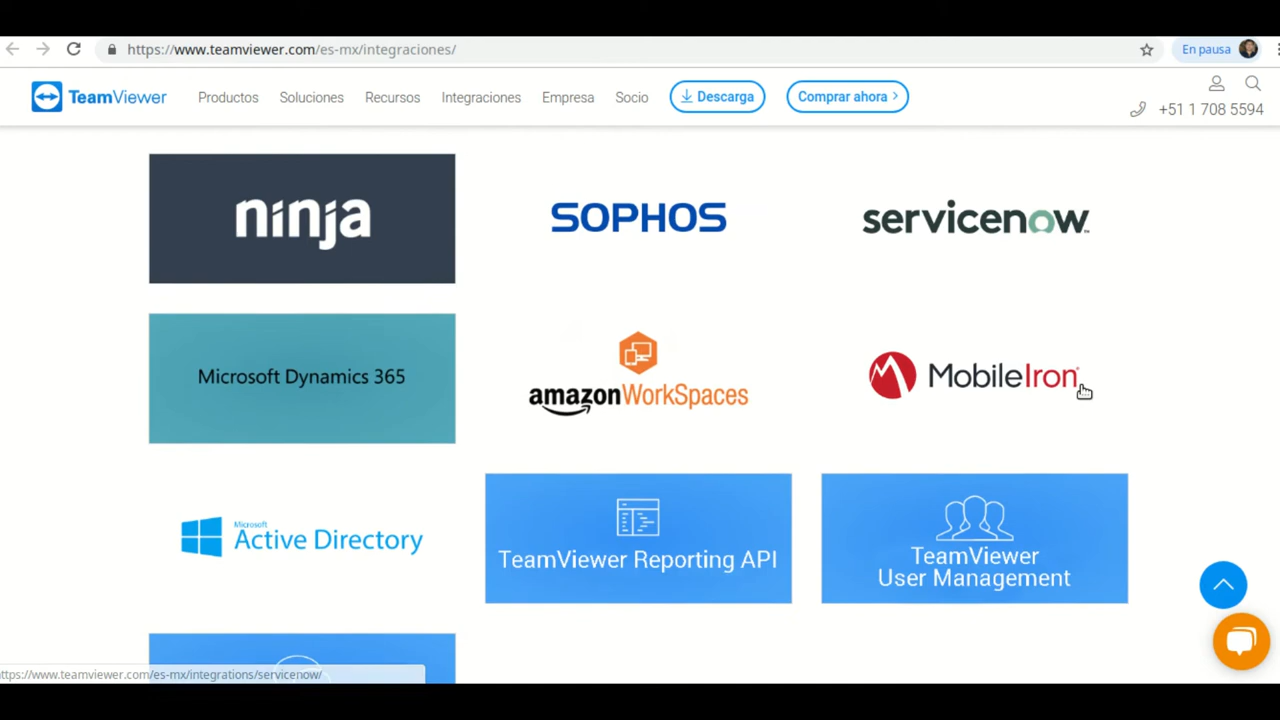 https://www.teamviewer.com/es-mx/integraciones/
En pausa
TeamViewer
Productos
Soluciones
Recursos
Integraciones
Empresa
Socio
Descarga
Comprar ahora
+51 1 708 5594
ninja
SOPHOS
servicenow
Microsoft Dynamics 365
amazon WorkSpaces
MobileIron
Microsoft
Active Directory
TeamViewer Reporting API
TeamViewer
User Management
ttps://www.teamviewer.com/es-mx/integrations/servicenow/